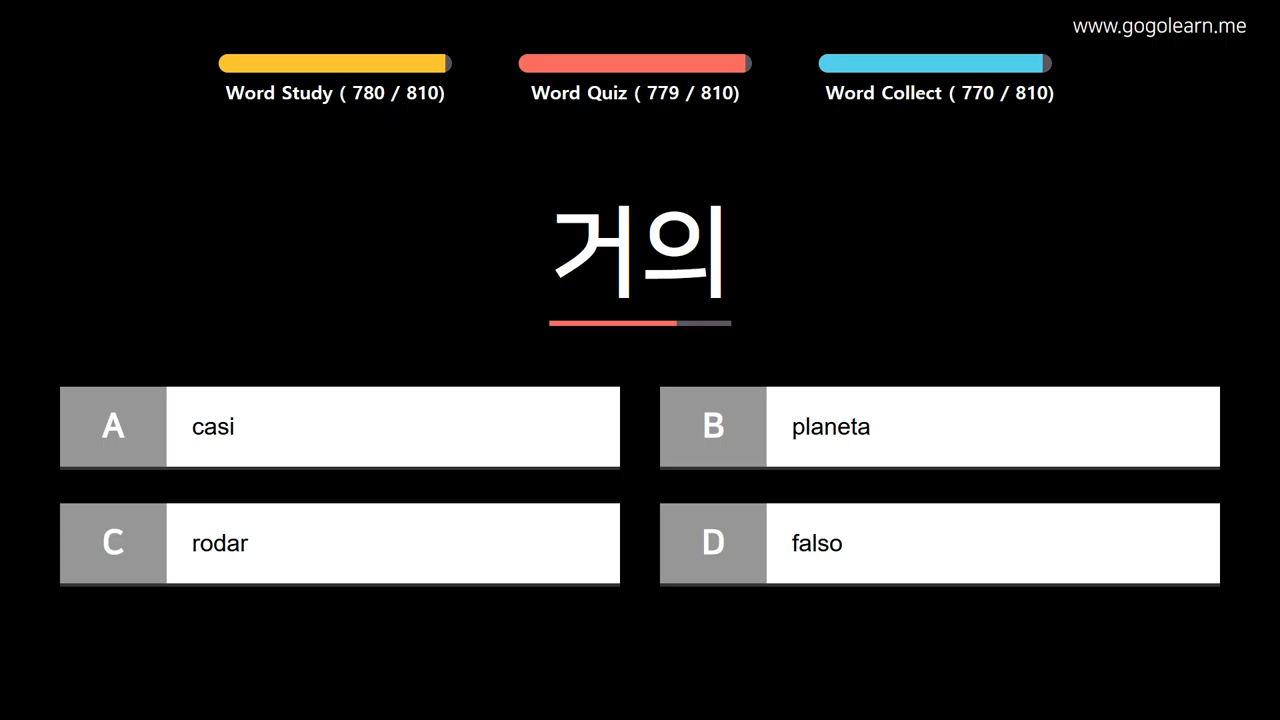 www.gogolearn.me
Word Study ( 780 / 810)
Word Quiz ( 779 / 810)
Word Collect ( 770 / 810)
거의
A casi
B planeta
C rodar
D falso